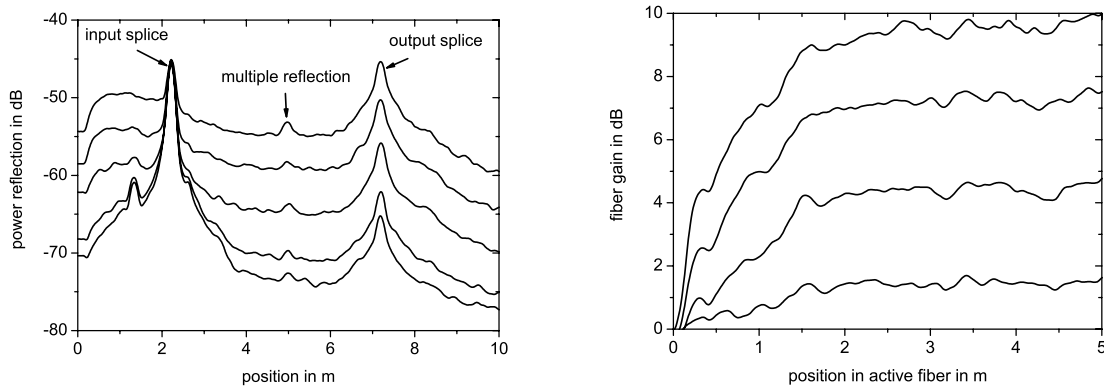 -40
-50
-60
-70
-80
power reflection in dB
input splice
multiple reflection
output splice
0 2 4 6 8 10
position in m
10
8
6
4
2
0
fiber gain in dB
0 1 2 3 4 5
position in active fiber in m